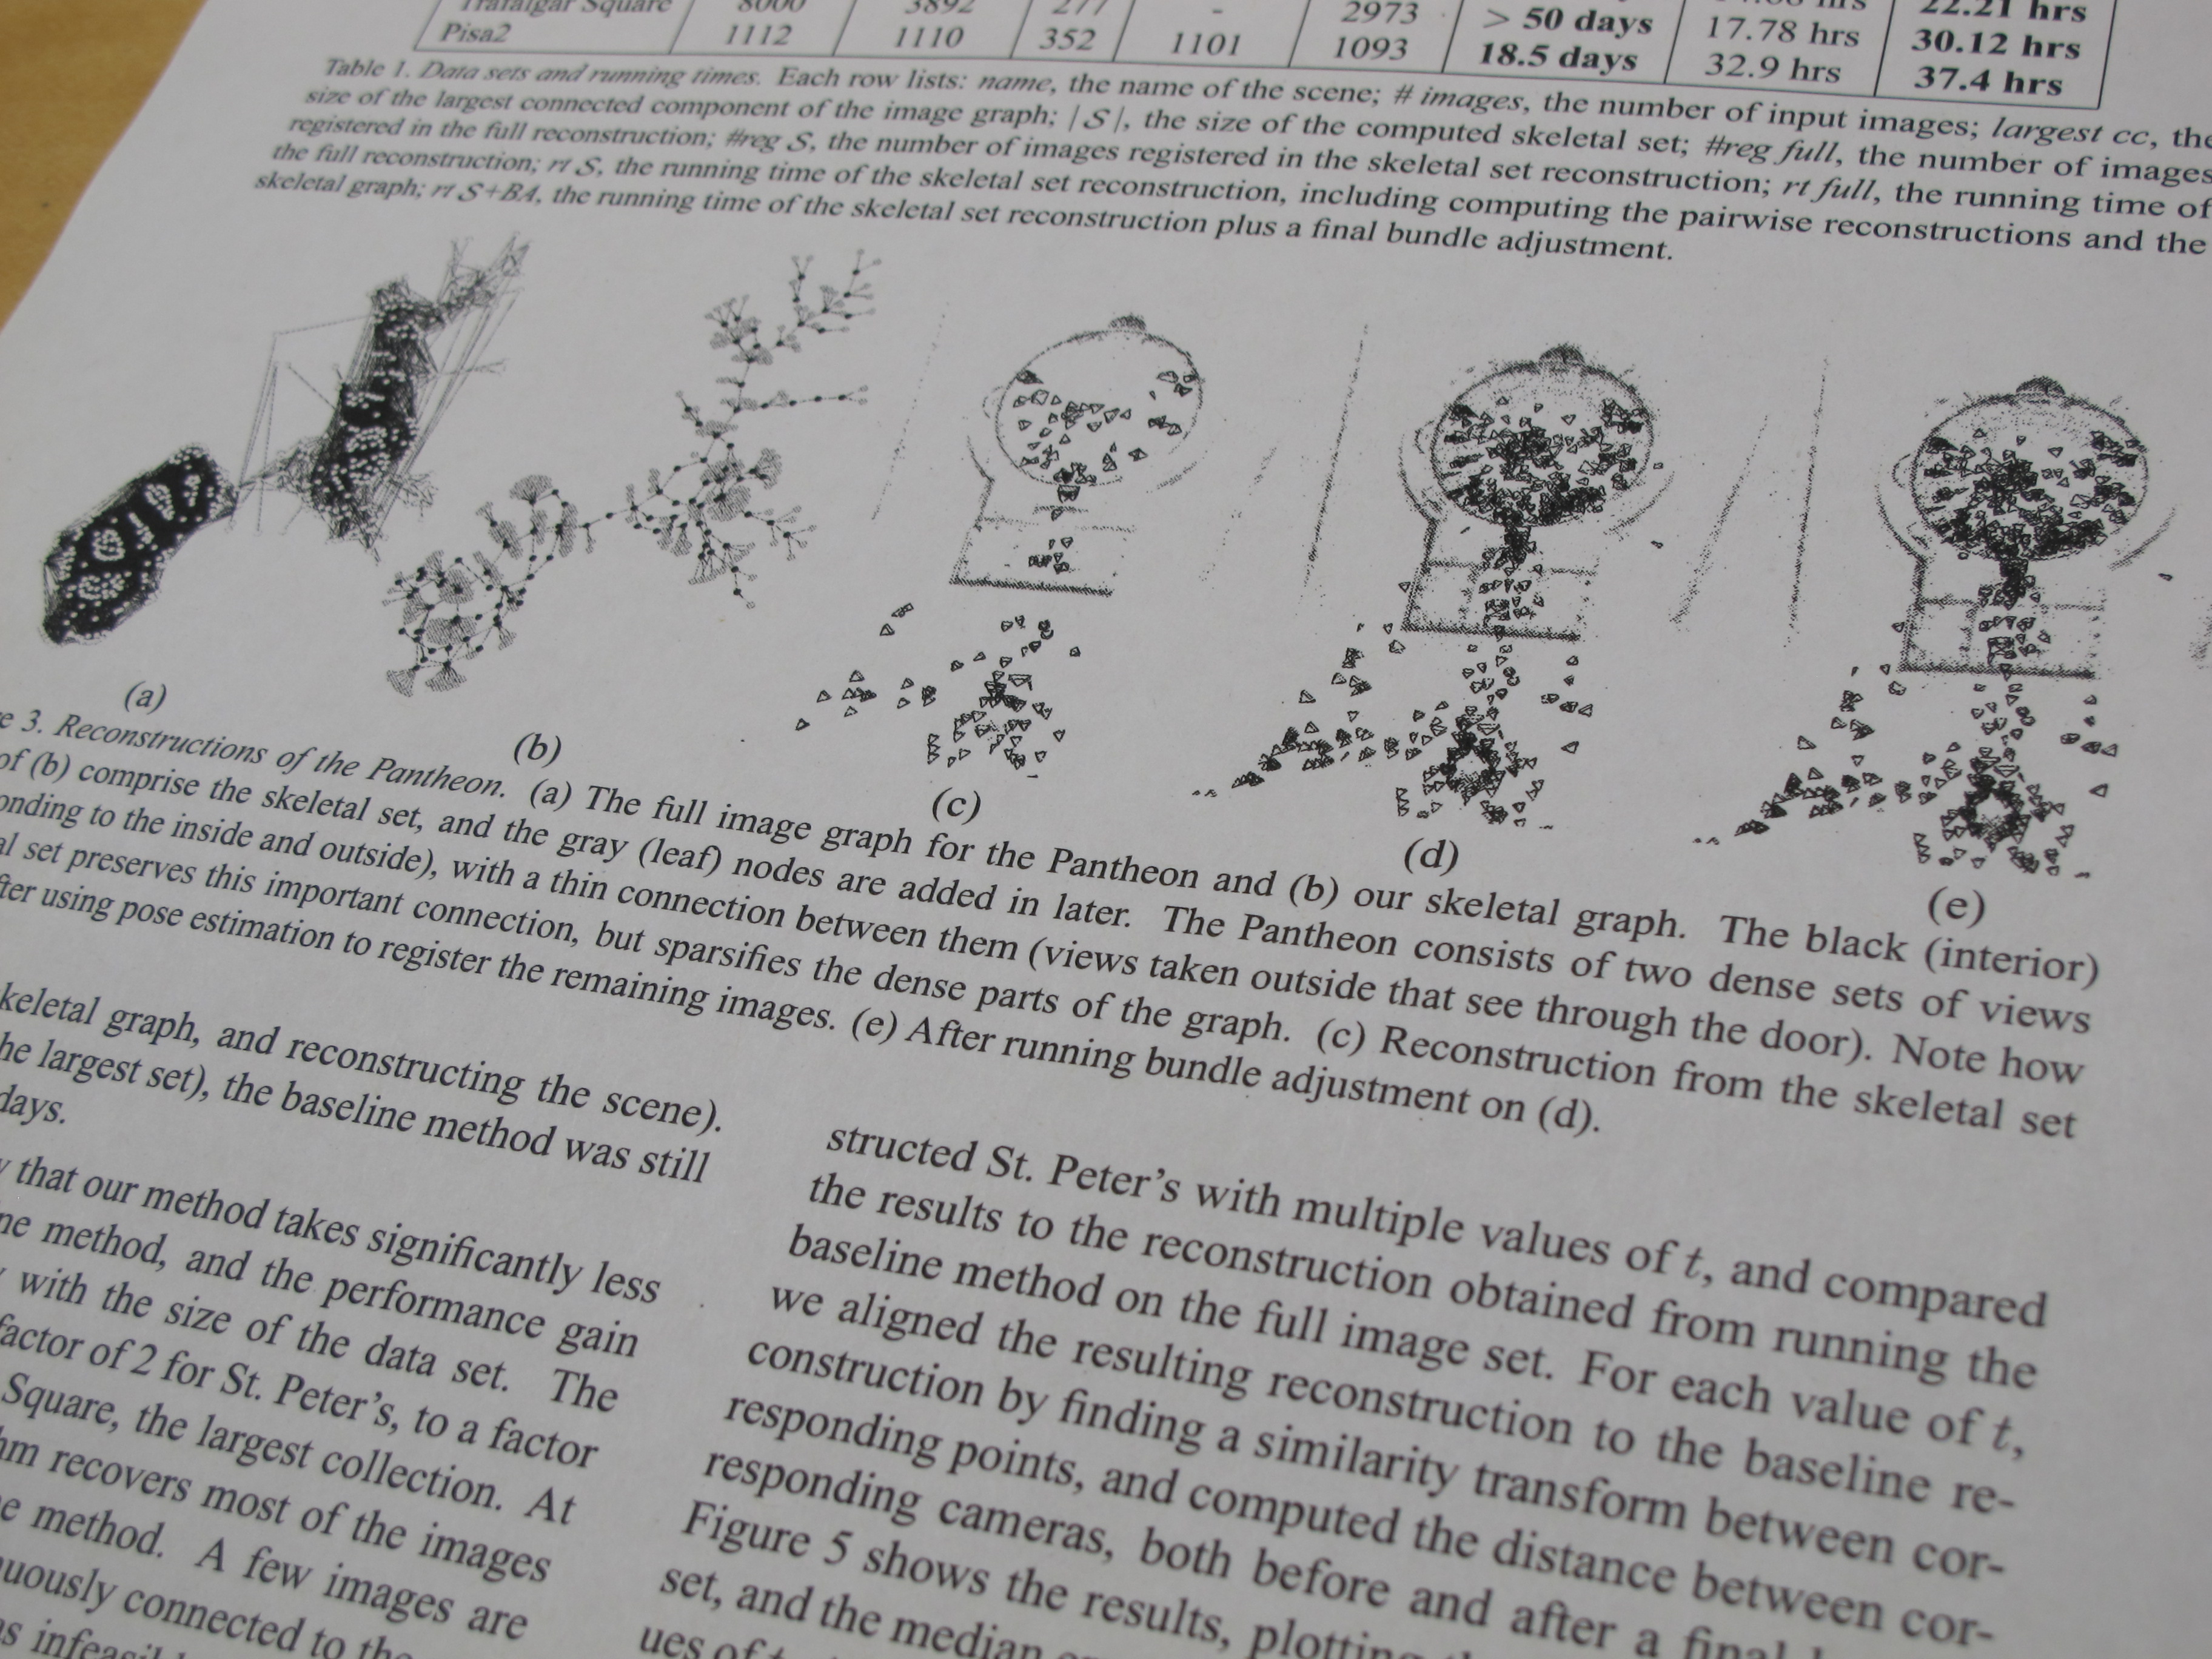 22.21 hrs
Trafalgar Square 8000 3892 277 - 2973 > 50 days 17.78 hrs 30.12 hrs
Pisa2 1112 1110 352 1101 1093 18.5 days 32.9 hrs 37.4 hrs
Table 1. Data sets and running times. Each row lists: name, the name of the scene; # images, the number of input images; largest cc, the
size of the largest connected component of the image graph; |S|, the size of the computed skeletal set; #reg full, the number of images
registered in the full reconstruction; #reg S, the number of images registered in the skeletal set reconstruction; rt full, the running time of
the full reconstruction; rt S, the running time of the skeletal set reconstruction, including computing the pairwise reconstructions and the
skeletal graph; rt S+BA, the running time of the skeletal set reconstruction plus a final bundle adjustment.
(a) (b) (c) (d) (e)
e 3. Reconstructions of the Pantheon. (a) The full image graph for the Pantheon and (b) our skeletal graph. The black (interior)
of (b) comprise the skeletal set, and the gray (leaf) nodes are added in later. The Pantheon consists of two dense sets of views
onding to the inside and outside), with a thin connection between them (views taken outside that see through the door). Note how
al set preserves this important connection, but sparsifies the dense parts of the graph. (c) Reconstruction from the skeletal set
fter using pose estimation to register the remaining images. (e) After running bundle adjustment on (d).
keletal graph, and reconstructing the scene).
he largest set), the baseline method was still
days.
that our method takes significantly less
ne method, and the performance gain
with the size of the data set. The
factor of 2 for St. Peter's, to a factor
Square, the largest collection. At
hm recovers most of the images
e method. A few images are
uously connected to the
s infeasi
structed St. Peter's with multiple values of t, and compared
the results to the reconstruction obtained from running the
baseline method on the full image set. For each value of t,
we aligned the resulting reconstruction to the baseline re-
construction by finding a similarity transform between cor-
responding points, and computed the distance between cor-
responding cameras, both before and after a final
Figure 5 shows the results, plotting
set, and the median
ues of